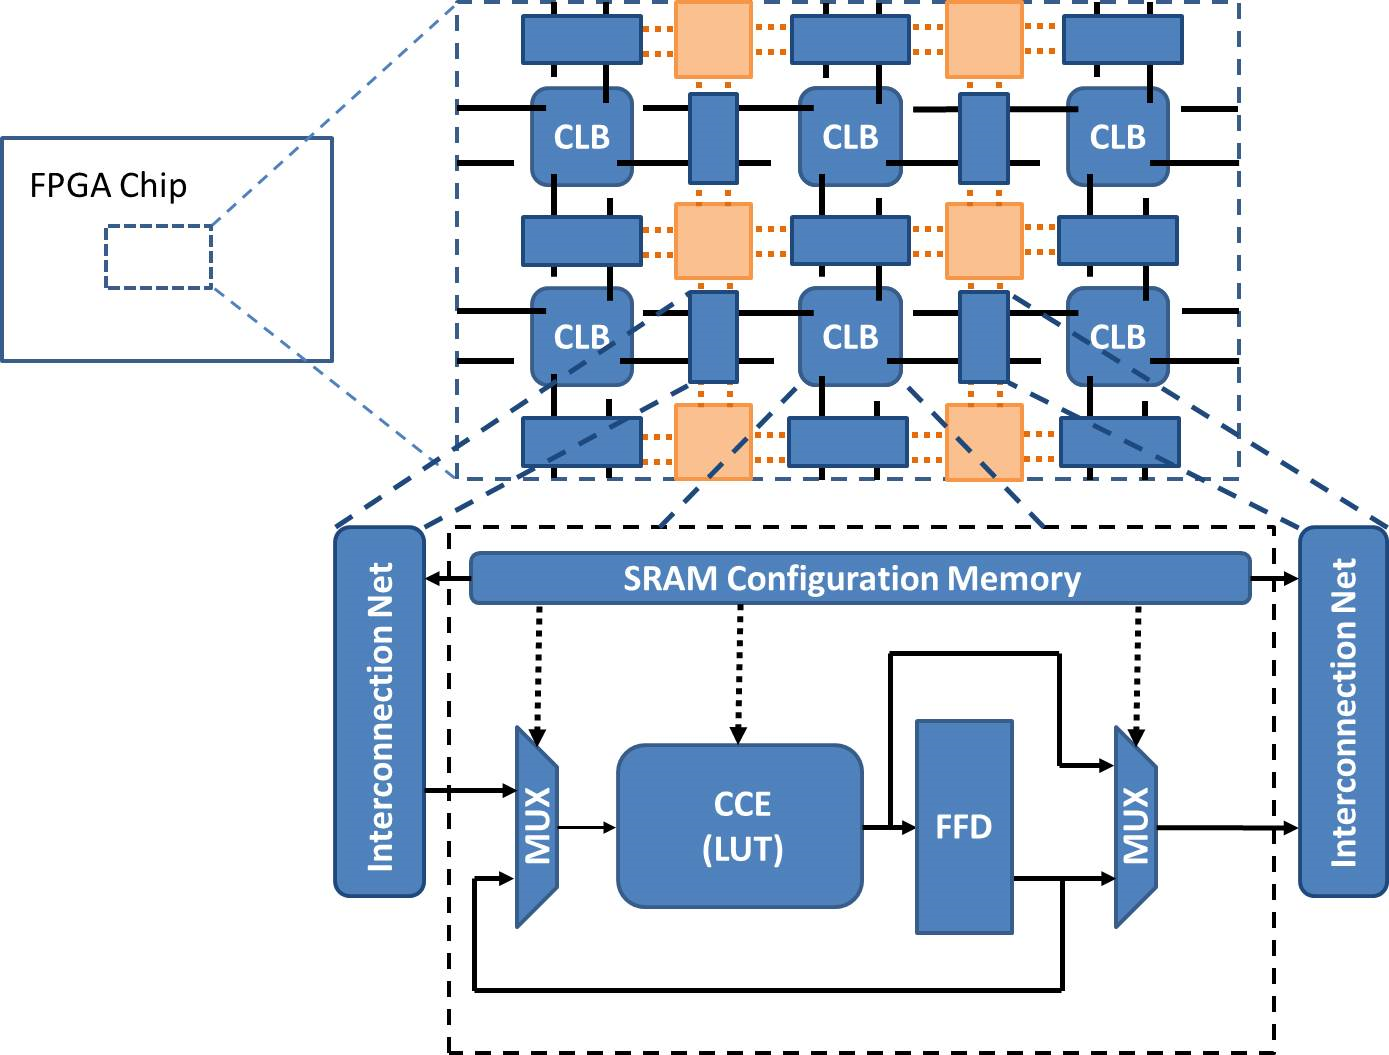 FPGA Chip
CLB
CLB
CLB
CLB
CLB
CLB
SRAM Configuration Memory
Interconnection Net
MUX
CCE
(LUT)
FFD
MUX
Interconnection Net